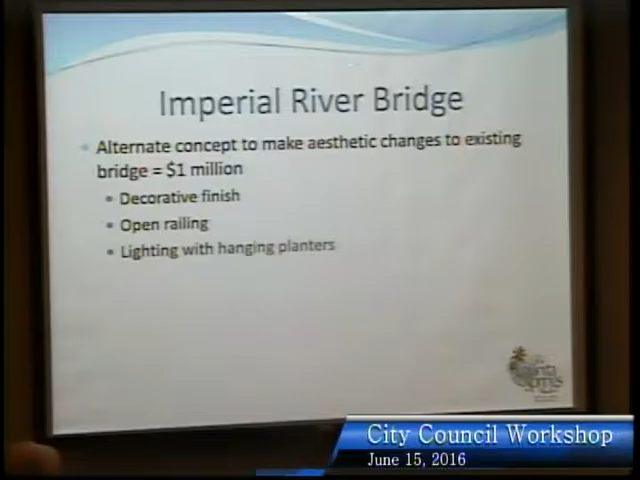 Imperial River Bridge
Alternate concept to make aesthetic changes to existing
bridge = $1 million
Decorative finish
Open railing
Lighting with hanging planters
Springs
City Council Workshop
June 15, 2016